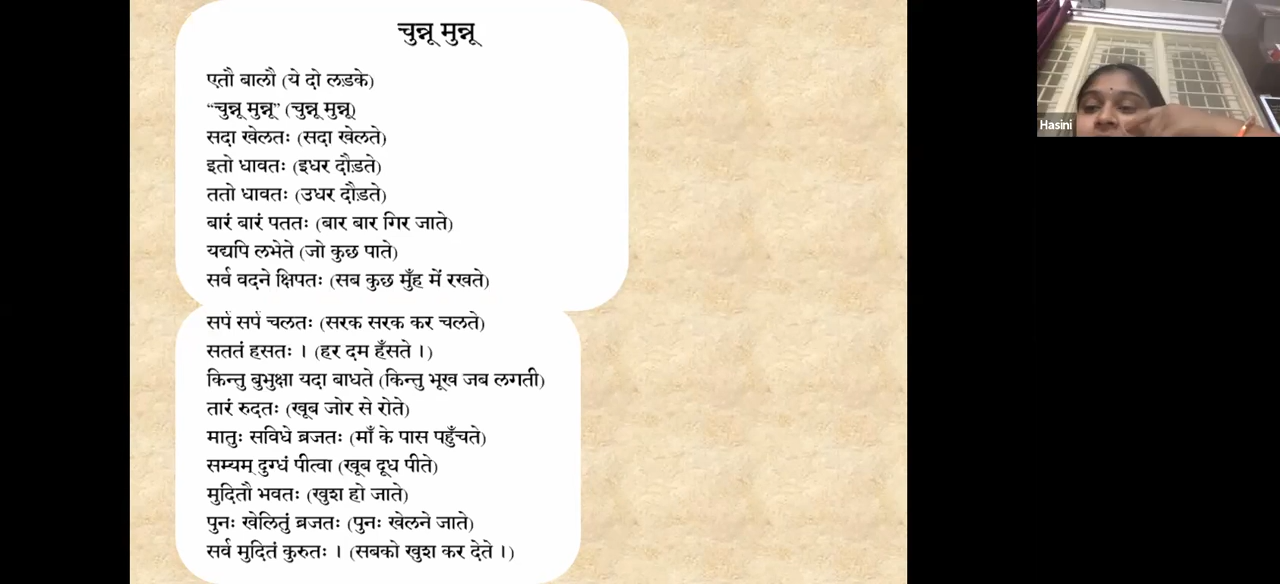 चुन्नू मुन्नू
एतौ बालौ (ये दो लड़के)
“चुन्नू मुन्नू” (चुन्नू मुन्नू)
सदा खेलतः (सदा खेलते)
इतो धावतः (इधर दौड़ते)
ततो धावतः (उधर दौड़ते)
बारं बारं पततः (बार बार गिर जाते)
यद्यपि लभेते (जो कुछ पाते)
सर्व वदने क्षिपतः (सब कुछ मुँह में रखते)
सर्पं सर्पं चलतः (सरक सरक कर चलते)
सततं हसतः । (हर दम हँसते ।)
किन्तु बुभुक्षा यदा बाधते (किन्तु भूख जब लगती)
तारं रुदतः (खूब जोर से रोते)
मातुः सविधे ब्रजतः (माँ के पास पहुँचते)
सम्यम् दुग्धं पीत्वा (खूब दूध पीते)
मुदितौ भवतः (खुश हो जाते)
पुनः खेलितुं ब्रजतः (पुनः खेलने जाते)
सर्व मुदितं कुरुतः । (सबको खुश कर देते ।)
Hasini